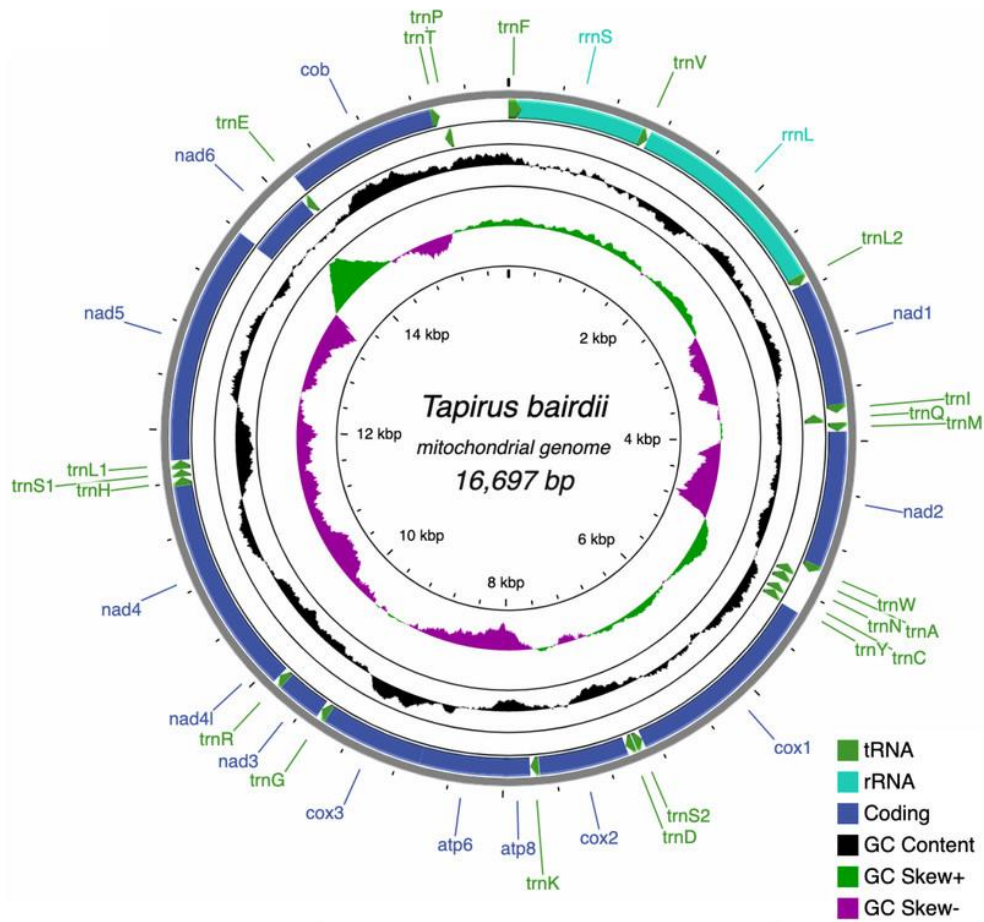 trnP
trnT
trnF
rrnS
trnV
cob
trnE
rrnL
nad6
trnL2
nad5
nad1
14 kbp
2 kbp
Tapirus bairdii
mitochondrial genome
16,697 bp
12 kbp
4 kbp
trnI
trnQ
trnM
trnL1
trnS1
trnH
nad2
10 kbp
6 kbp
8 kbp
nad4
trnW
trnA
trnN
trnC
trnY
nad4l
trnR
nad3
trnG
cox3
atp6
atp8
trnK
cox2
trnD
trnS2
cox1
tRNA
rRNA
Coding
GC Content
GC Skew+
GC Skew-